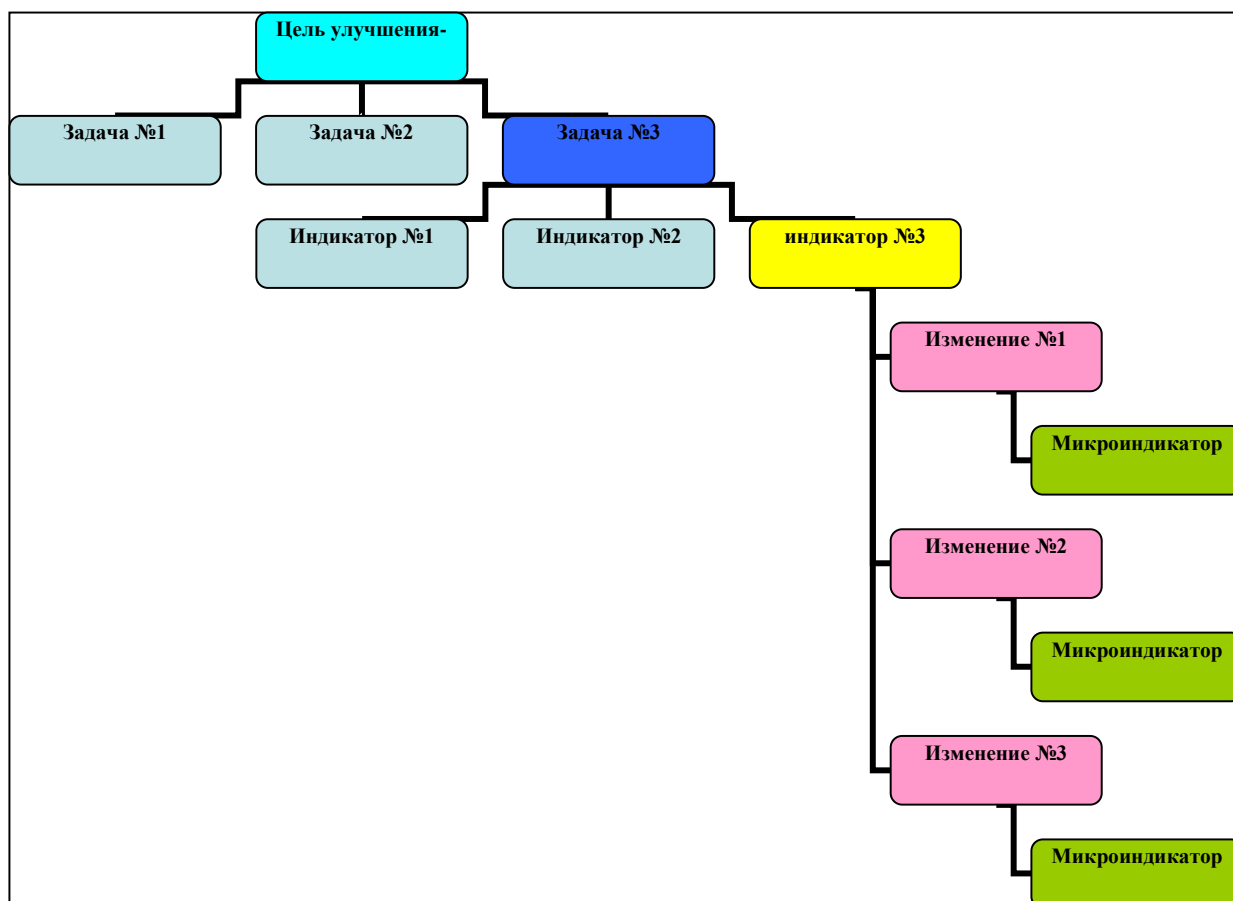 Цель улучшения-
Задача №1
Задача №2
Задача №3
Индикатор №1
Индикатор №2
индикатор №3
Изменение №1
Микроиндикатор
Изменение №2
Микроиндикатор
Изменение №3
Микроиндикатор